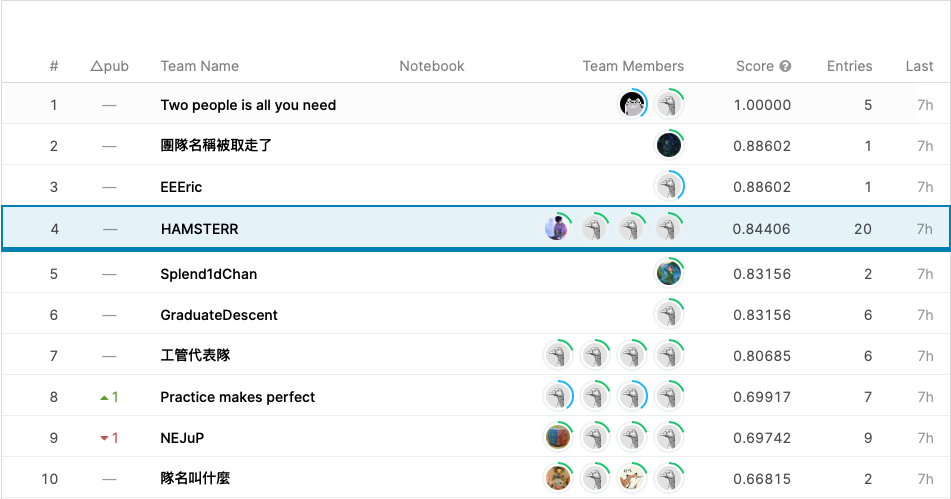 # △pub Team Name Notebook Team Members Score ? Entries Last
1 — Two people is all you need 1.00000 5 7h
2 — 團隊名稱被取走了 0.88602 1 7h
3 — EEEric 0.88602 1 7h
4 — HAMSTERR 0.84406 20 7h
5 — Splend1dChan 0.83156 2 7h
6 — GraduateDescent 0.83156 6 7h
7 — 工管代表隊 0.80685 6 7h
8 ▲1 Practice makes perfect 0.69917 7 7h
9 ▼1 NEJuP 0.69742 9 7h
10 — 隊名叫什麼 0.66815 2 7h